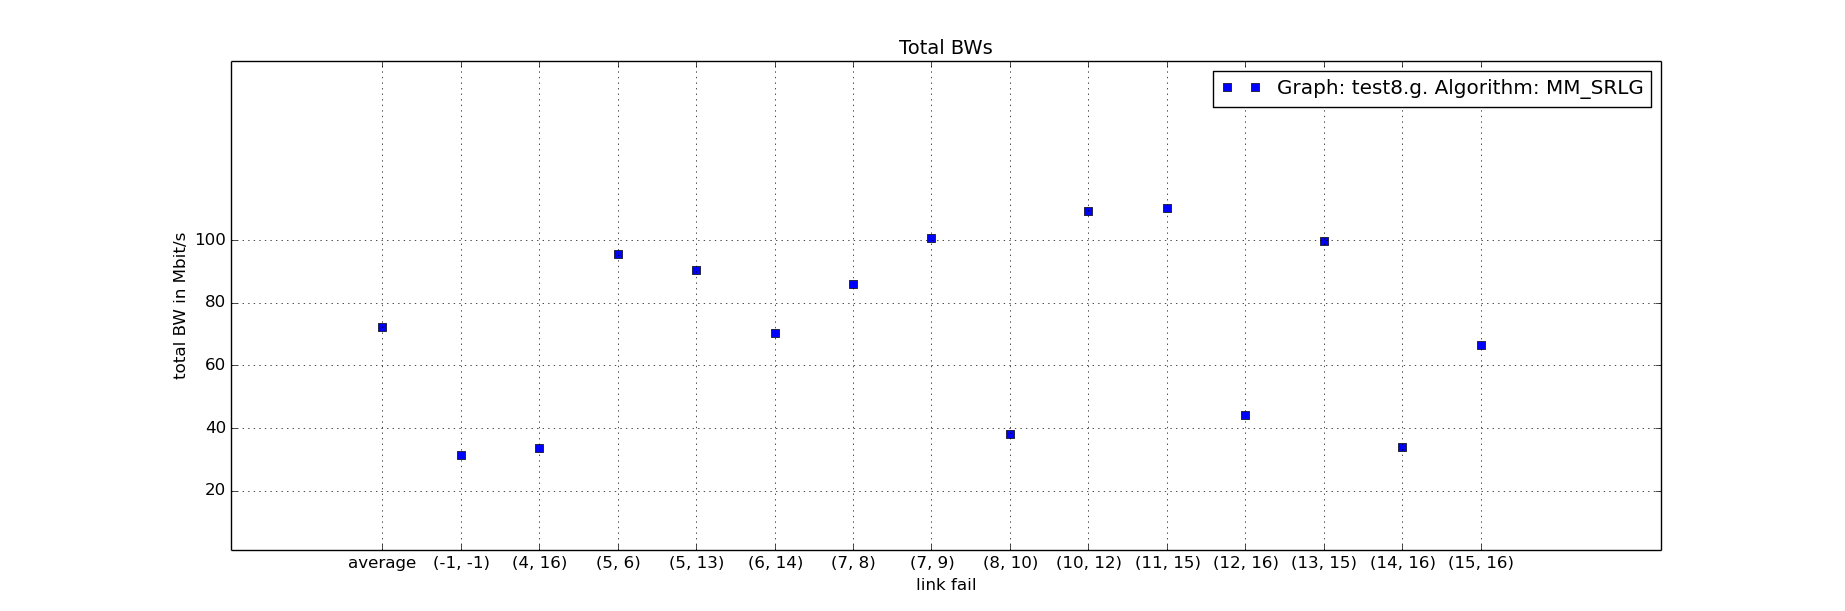 Total BWs
Graph: test8.g. Algorithm: MM_SRLG
total BW in Mbit/s
100
80
60
40
20
average (-1, -1) (4, 16) (5, 6) (5, 13) (6, 14) (7, 8) (7, 9) (8, 10) (10, 12) (11, 15) (12, 16) (13, 15) (14, 16) (15, 16)
link fail